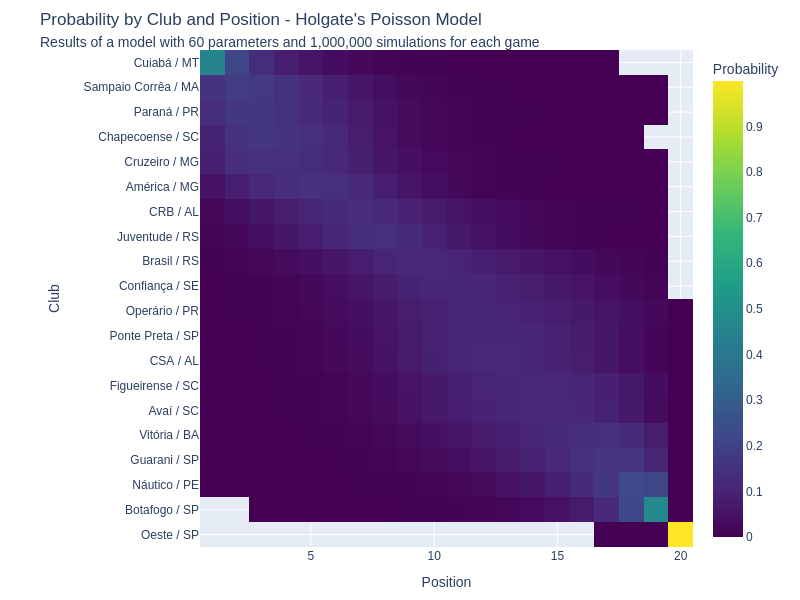 Probability by Club and Position - Holgate's Poisson Model
Results of a model with 60 parameters and 1,000,000 simulations for each game
Probability
Club
Cuiabá / MT
Sampaio Corrêa / MA
Paraná / PR
Chapecoense / SC
Cruzeiro / MG
América / MG
CRB / AL
Juventude / RS
Brasil / RS
Confiança / SE
Operário / PR
Ponte Preta / SP
CSA / AL
Figueirense / SC
Avaí / SC
Vitória / BA
Guarani / SP
Náutico / PE
Botafogo / SP
Oeste / SP
0.9
0.8
0.7
0.6
0.5
0.4
0.3
0.2
0.1
0
5 10 15 20
Position